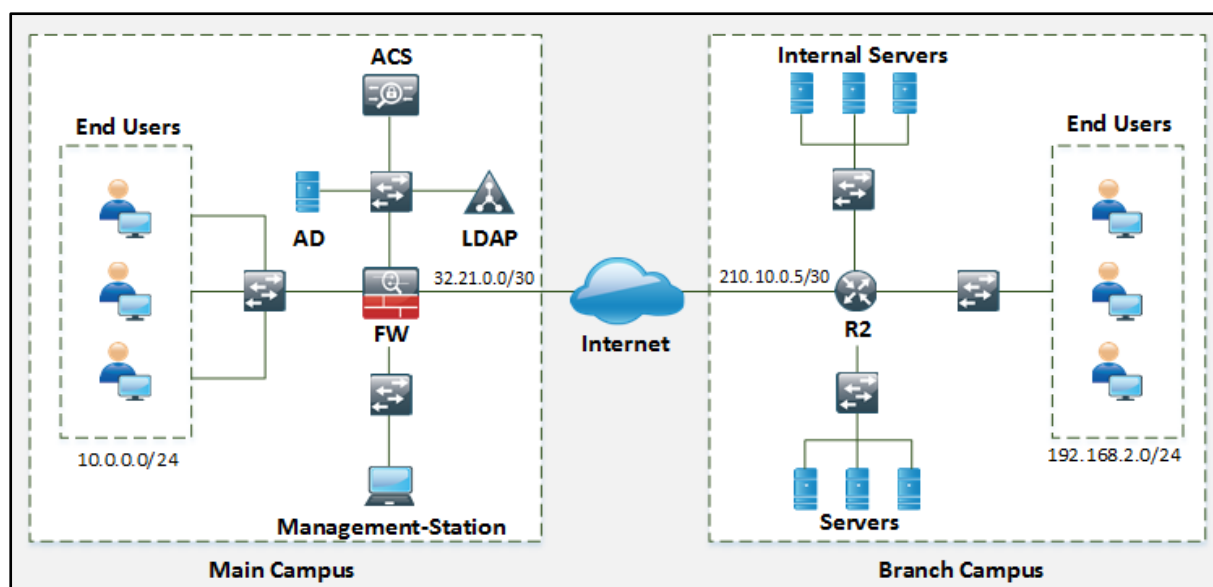 ACS
Internal Servers
End Users
End Users
AD
LDAP
32.21.0.0/30
210.10.0.5/30
FW
Internet
R2
10.0.0.0/24
192.168.2.0/24
Management-Station
Servers
Main Campus
Branch Campus